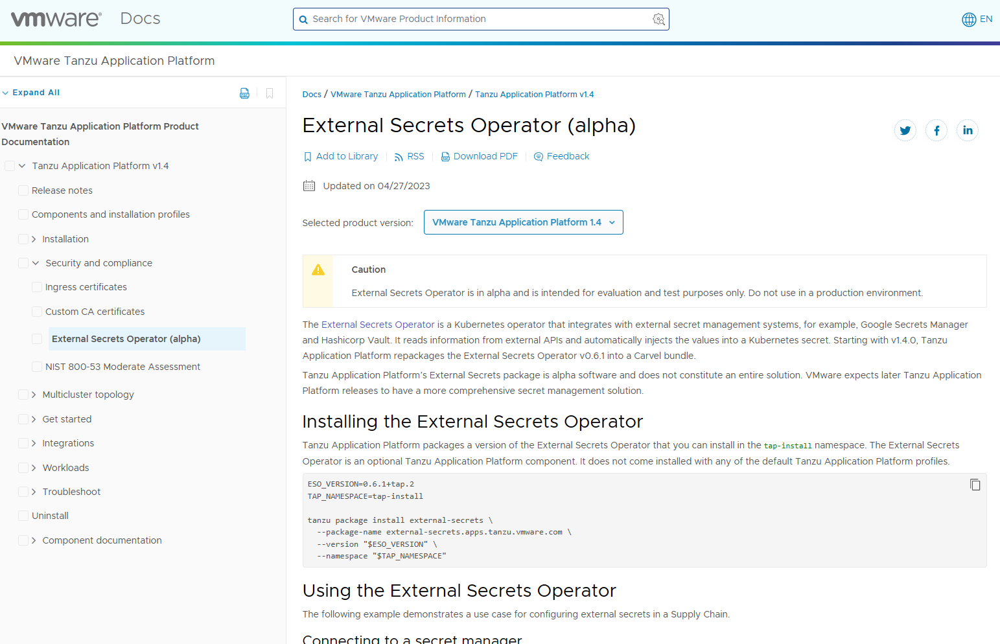 vmware® Docs
Search for VMware Product Information
EN
VMware Tanzu Application Platform
Expand All
VMware Tanzu Application Platform Product
Documentation
Tanzu Application Platform v1.4
Release notes
Components and installation profiles
Installation
Security and compliance
Ingress certificates
Custom CA certificates
External Secrets Operator (alpha)
NIST 800-53 Moderate Assessment
Multicluster topology
Get started
Integrations
Workloads
Troubleshoot
Uninstall
Component documentation
Docs / VMware Tanzu Application Platform / Tanzu Application Platform v1.4
External Secrets Operator (alpha)
Add to Library RSS Download PDF Feedback
Updated on 04/27/2023
Selected product version: VMware Tanzu Application Platform 1.4
Caution
External Secrets Operator is in alpha and is intended for evaluation and test purposes only. Do not use in a production environment.
The External Secrets Operator is a Kubernetes operator that integrates with external secret management systems, for example, Google Secrets Manager
and Hashicorp Vault. It reads information from external APIs and automatically injects the values into a Kubernetes secret. Starting with v1.4.0, Tanzu
Application Platform repackages the External Secrets Operator v0.6.1 into a Carvel bundle.
Tanzu Application Platform’s External Secrets package is alpha software and does not constitute an entire solution. VMware expects later Tanzu Application
Platform releases to have a more comprehensive secret management solution.
Installing the External Secrets Operator
Tanzu Application Platform packages a version of the External Secrets Operator that you can install in the tap-install namespace. The External Secrets
Operator is an optional Tanzu Application Platform component. It does not come installed with any of the default Tanzu Application Platform profiles.
ESO_VERSION=0.6.1+tap.2
TAP_NAMESPACE=tap-install
tanzu package install external-secrets \
--package-name external-secrets.apps.tanzu.vmware.com \
--version "$ESO_VERSION" \
--namespace "$TAP_NAMESPACE"
Using the External Secrets Operator
The following example demonstrates a use case for configuring external secrets in a Supply Chain.
Connecting to a secret manager